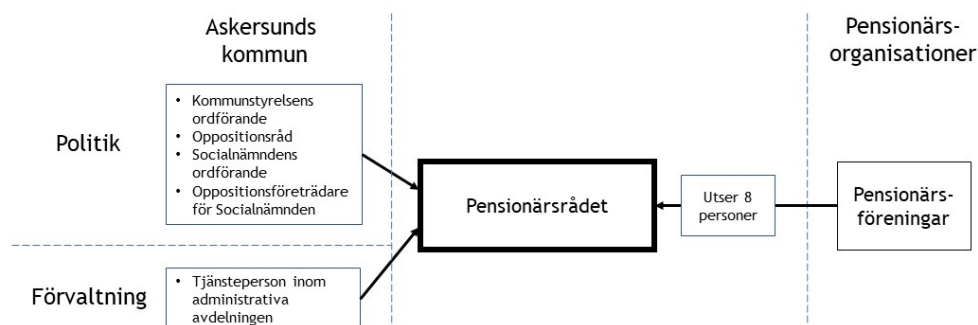 Askersunds
kommun
Pensionärs-
organisationer
Politik
• Kommunstyrelsens
ordförande
• Oppositionsråd
• Socialnämndens
ordförande
• Oppositionsföreträdare
för Socialnämnden
Pensionärsrådet
Utser 8
personer
Pensionärs-
föreningar
Förvaltning
• Tjänsteperson inom
administrativa
avdelningen